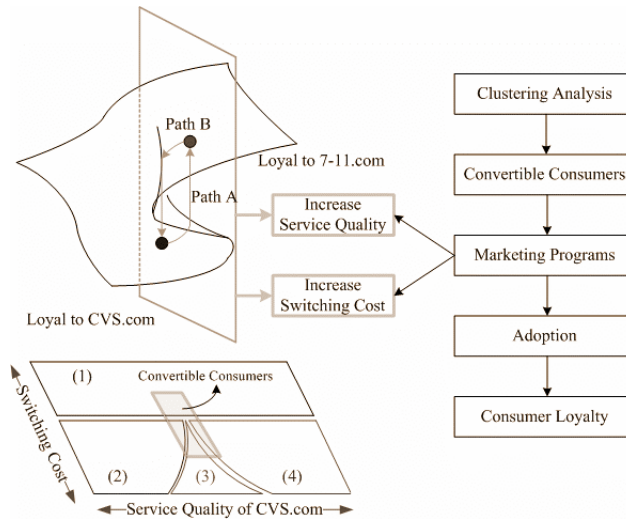 Path B
Loyal to 7-11.com
Path A
Loyal to CVS.com
Increase
Service Quality
Increase
Switching Cost
Clustering Analysis
Convertible Consumers
Marketing Programs
Adoption
Consumer Loyalty
(1)
Convertible Consumers
Switching
Cost
(2)
(3)
(4)
Service Quality of CVS.com